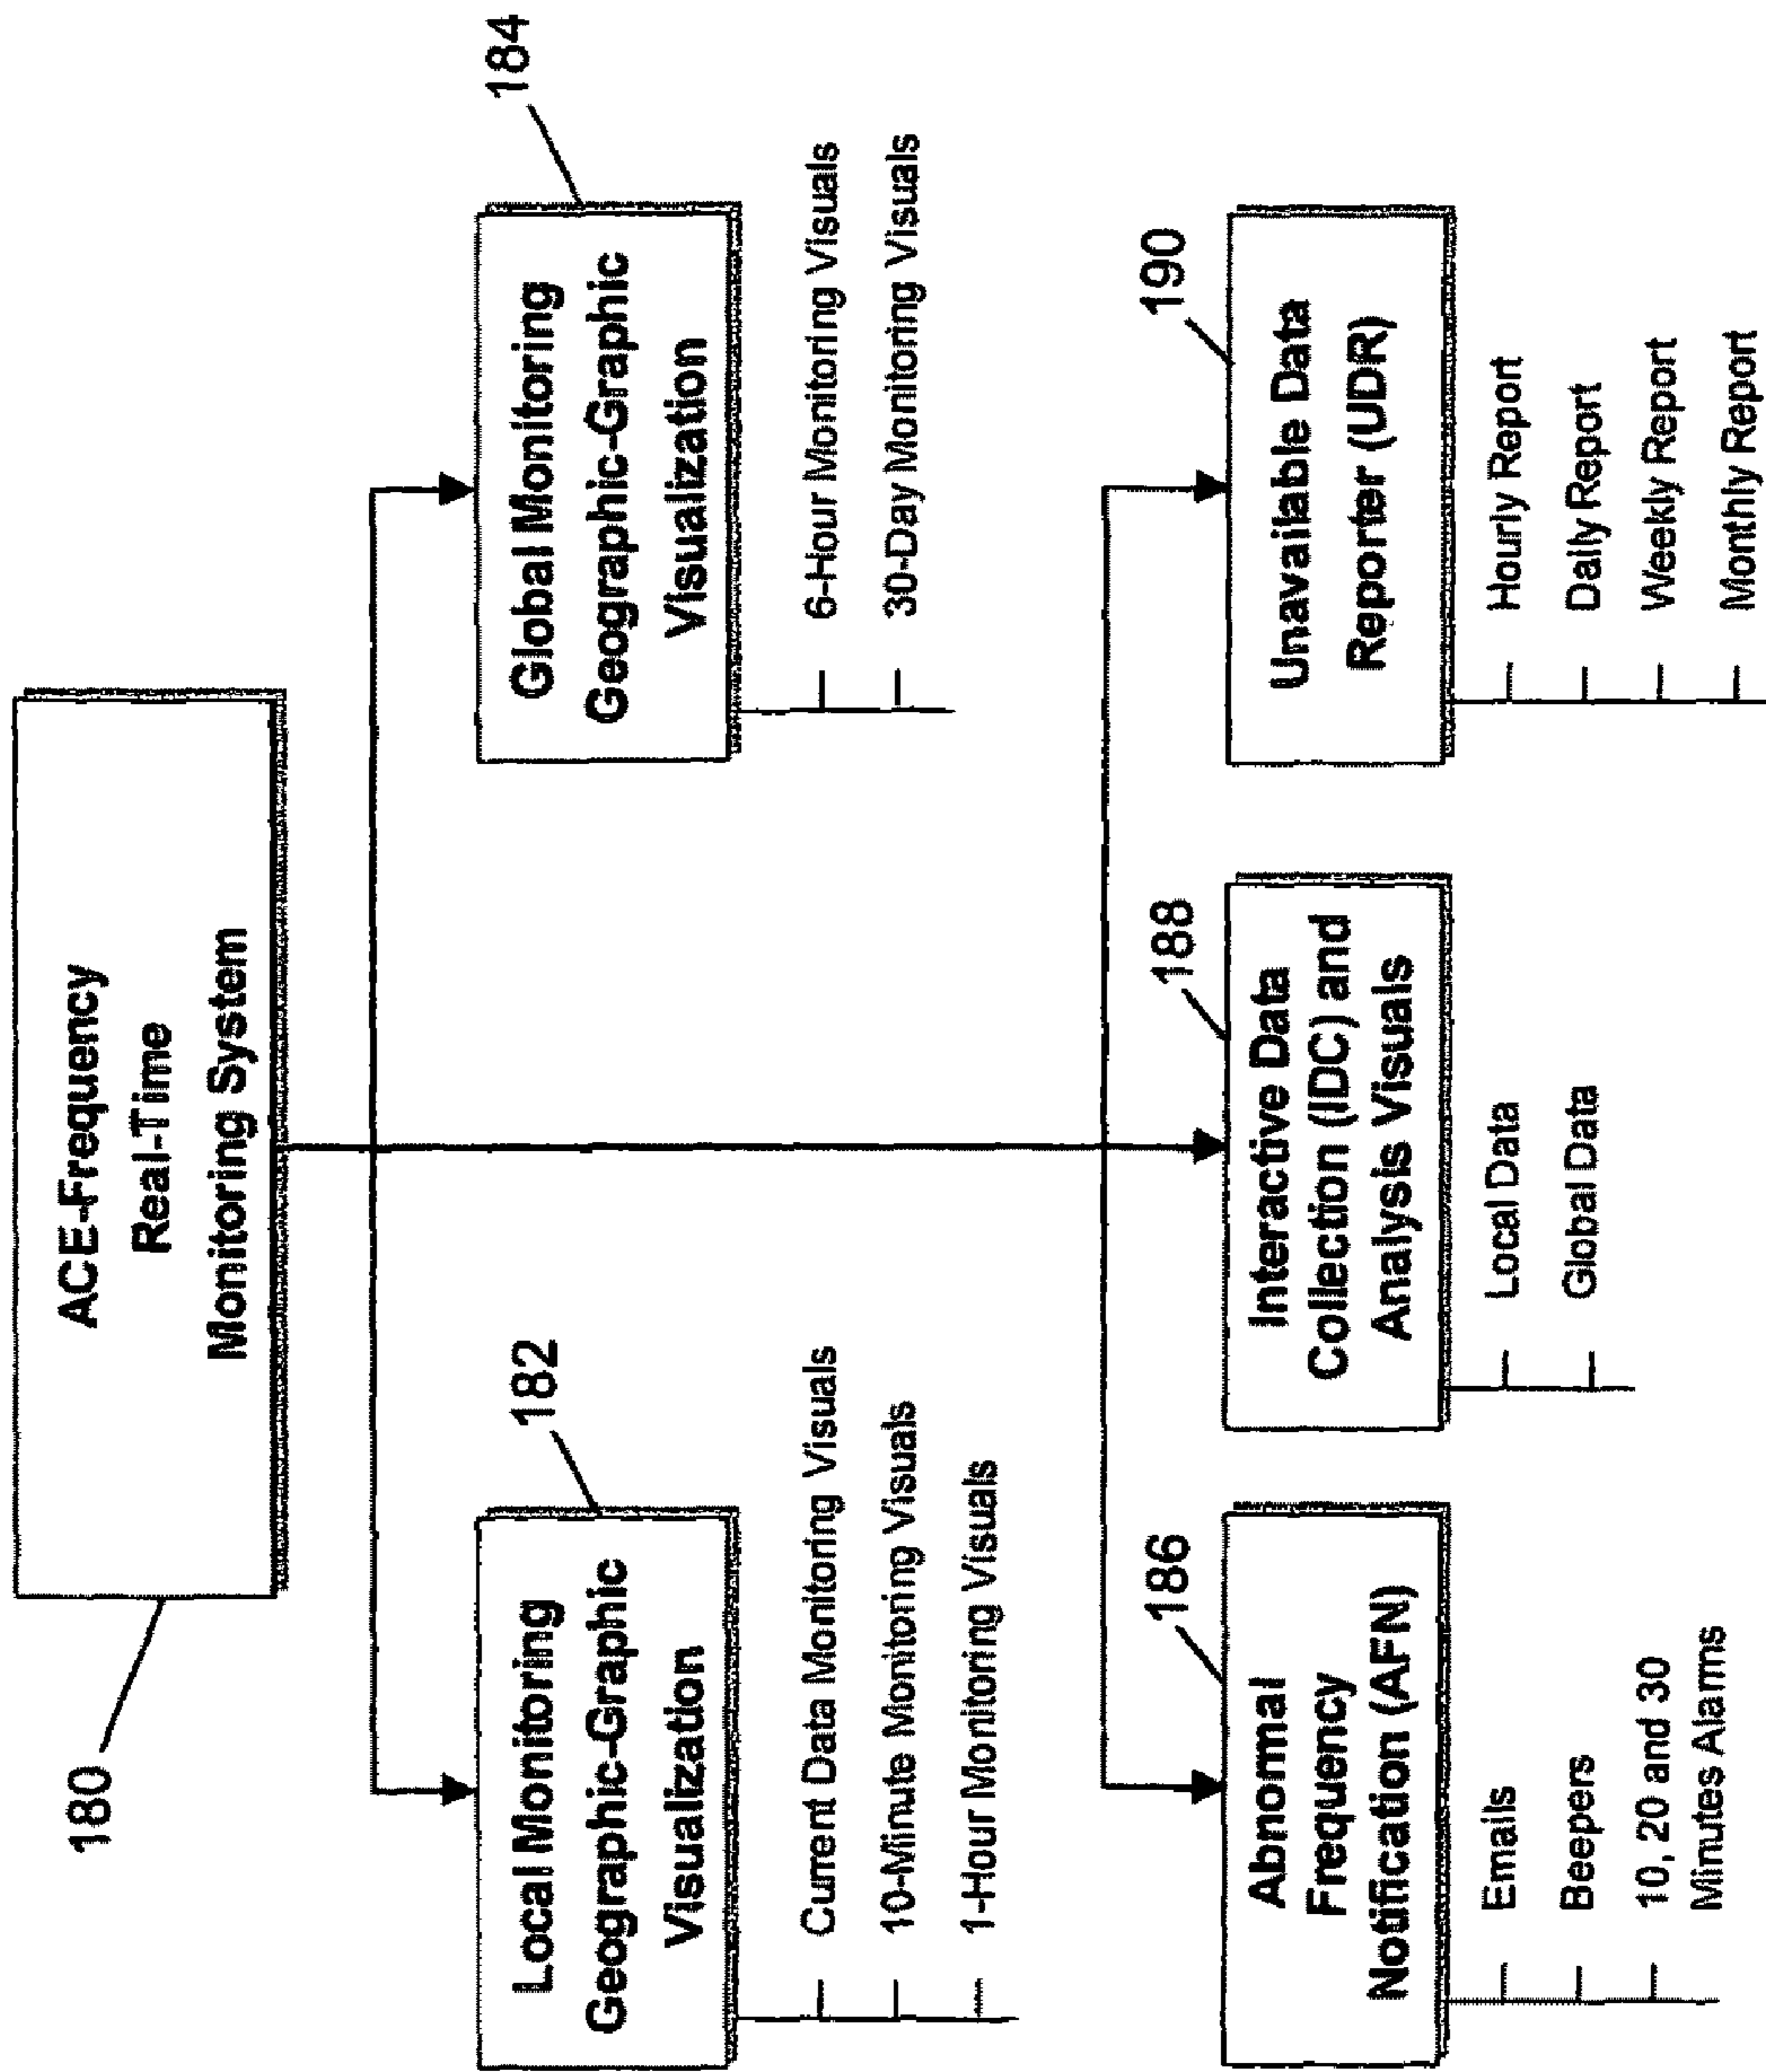 180
ACE-Frequency
Real-Time
Monitoring System
182
Local Monitoring
Geographic-Graphic
Visualization
Current Data Monitoring Visuals
10-Minute Monitoring Visuals
1-Hour Monitoring Visuals
184
Global Monitoring
Geographic-Graphic
Visualization
6-Hour Monitoring Visuals
30-Day Monitoring Visuals
186
Abnormal
Frequency
Notification (AFN)
Emails
Beepers
10, 20 and 30
Minutes Alarms
188
Interactive Data
Collection (IDC) and
Analysis Visuals
Local Data
Global Data
190
Unavailable Data
Reporter (UDR)
Hourly Report
Daily Report
Weekly Report
Monthly Report